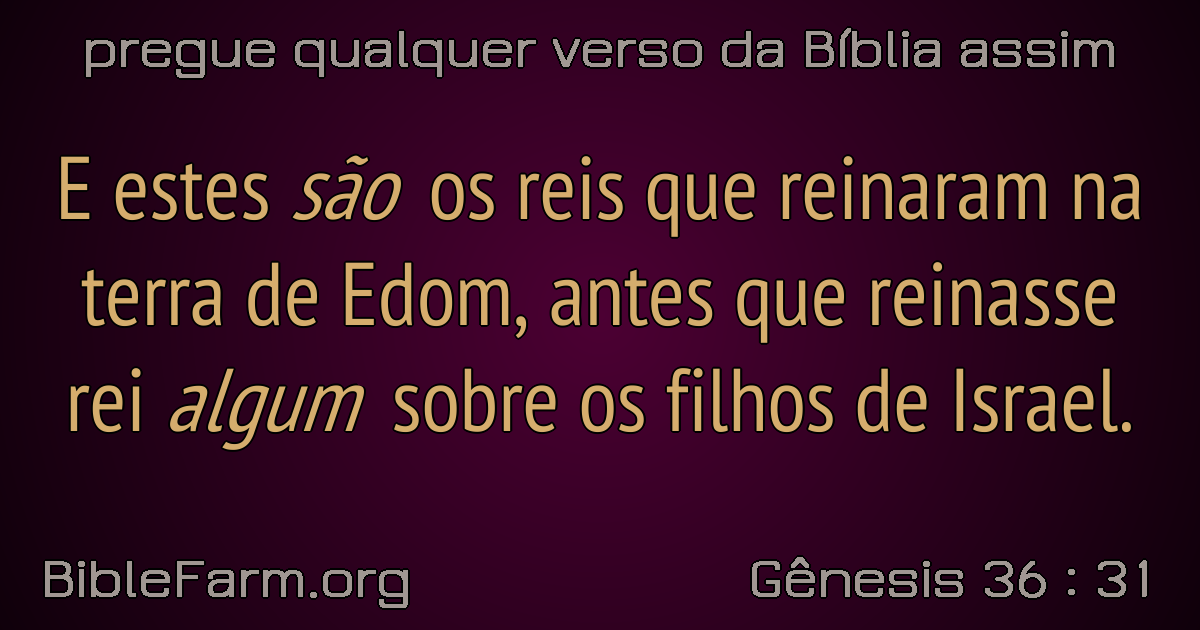 pregue qualquer verso da Bíblia assim
E estes são os reis que reinaram na
terra de Edom, antes que reinasse
rei algum sobre os filhos de Israel.
BibleFarm.org
Gênesis 36 : 31